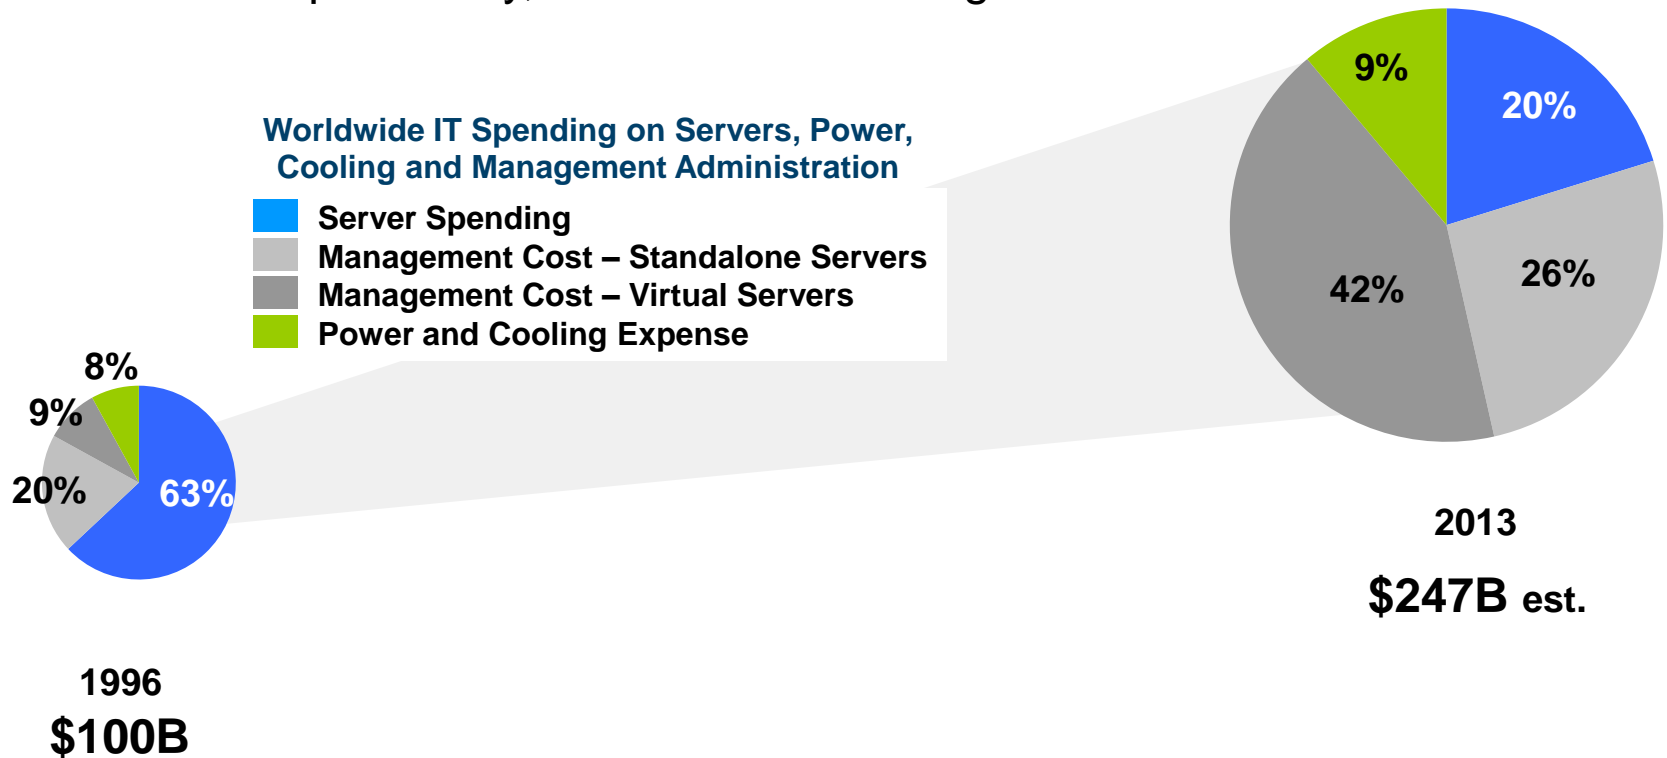 9%
20%
Worldwide IT Spending on Servers, Power,
Cooling and Management Administration
Server Spending
Management Cost – Standalone Servers
Management Cost – Virtual Servers
Power and Cooling Expense
42%
26%
8%
9%
20%
63%
2013
$247B est.
1996
$100B